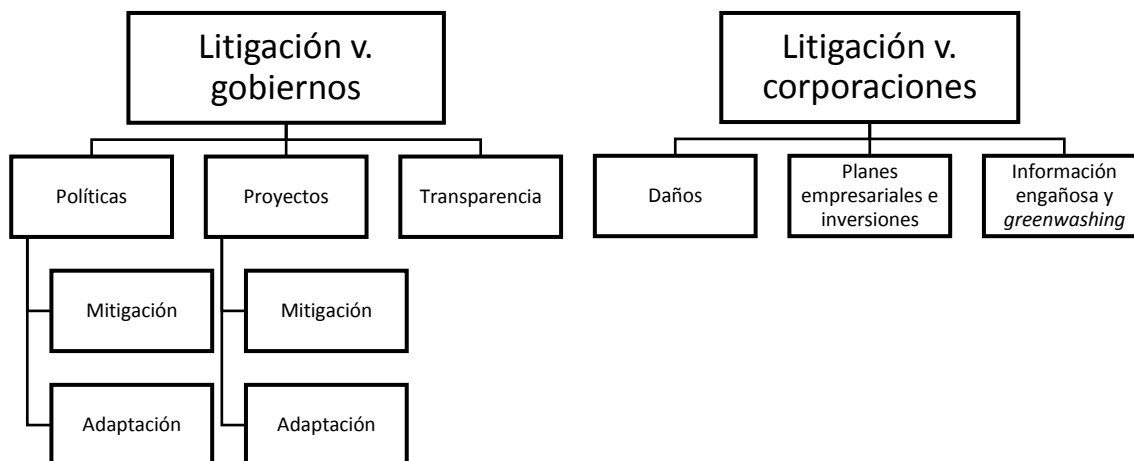 Litigación v.
gobiernos
Políticas
Proyectos
Transparencia
Mitigación
Adaptación
Mitigación
Adaptación
Litigación v.
corporaciones
Daños
Planes
empresariales e
inversiones
Información
engañosa y
greenwashing